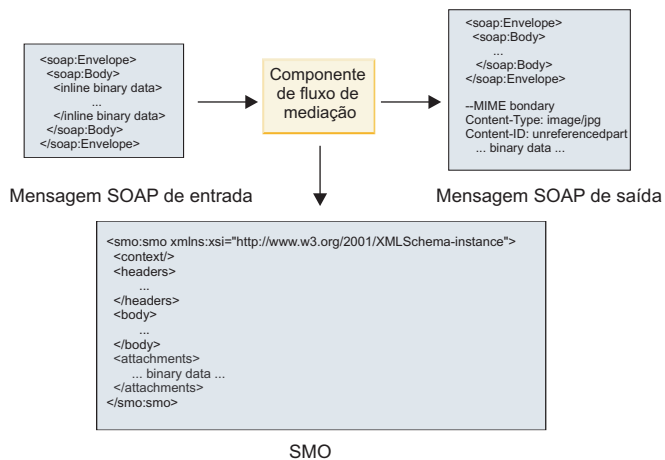 <soap:Envelope>
<soap:Body>
<inline binary data>
...
</inline binary data>
</soap:Body>
</soap:Envelope>
Mensagem SOAP de entrada
Componente
de fluxo de
mediação
<soap:Envelope>
<soap:Body>
...
</soap:Body>
</soap:Envelope>
--MIME bondary
Content-Type: image/jpg
Content-ID: unreferencedpart
... binary data ...
Mensagem SOAP de saída
<smo:smo xmlns:xsi="http://www.w3.org/2001/XMLSchema-instance">
<context/>
<headers>
...
</headers>
<body>
...
</body>
<attachments>
... binary data ...
</attachments>
</smo:smo>
SMO